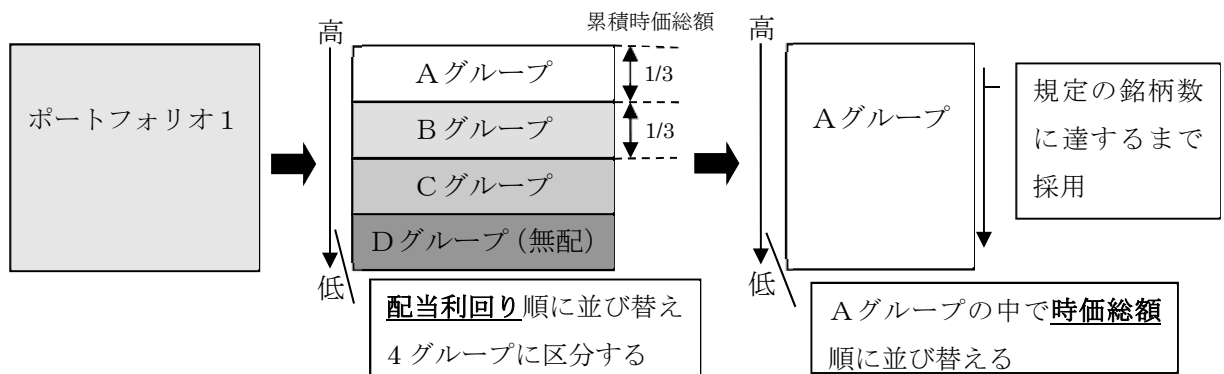 ポートフォリオ１
高
低
Ａグループ
Ｂグループ
Ｃグループ
Ｄグループ（無配）
累積時価総額
1/3
1/3
配当利回り順に並び替え
４グループに区分する
高
低
Ａグループ
規定の銘柄数
に達するまで
採用
Ａグループの中で時価総額
順に並び替える